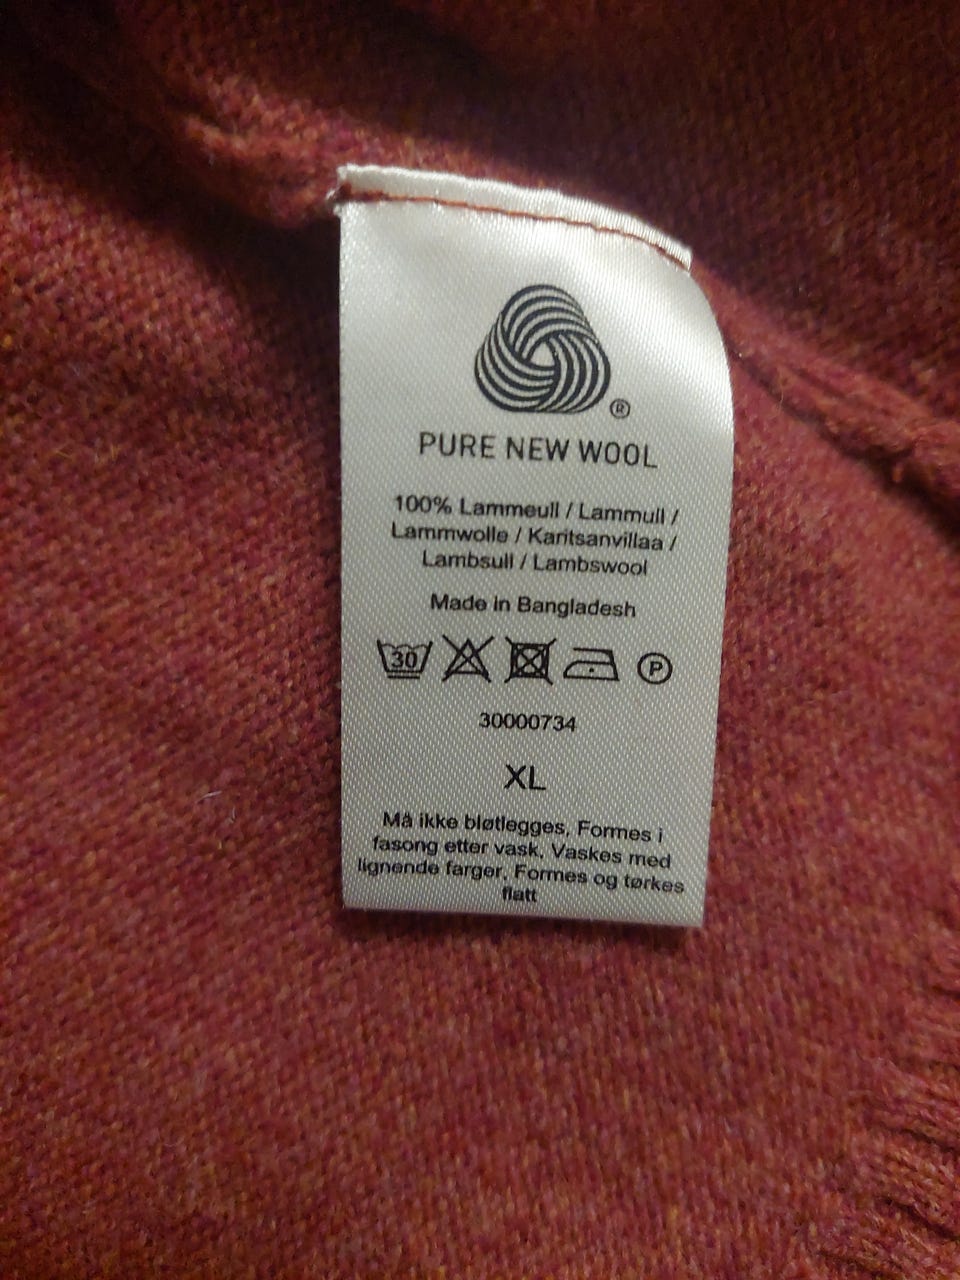 ®
PURE NEW WOOL
100% Lammeull / Lammull /
Lammwolle / Karitsanvillaa /
Lambsull / Lambswool
Made in Bangladesh
30 P
30000734
XL
Må ikke bløtlegges, Formes i
fasong etter vask, Vaskes med
lignende farger, Formes og tørkes
flatt